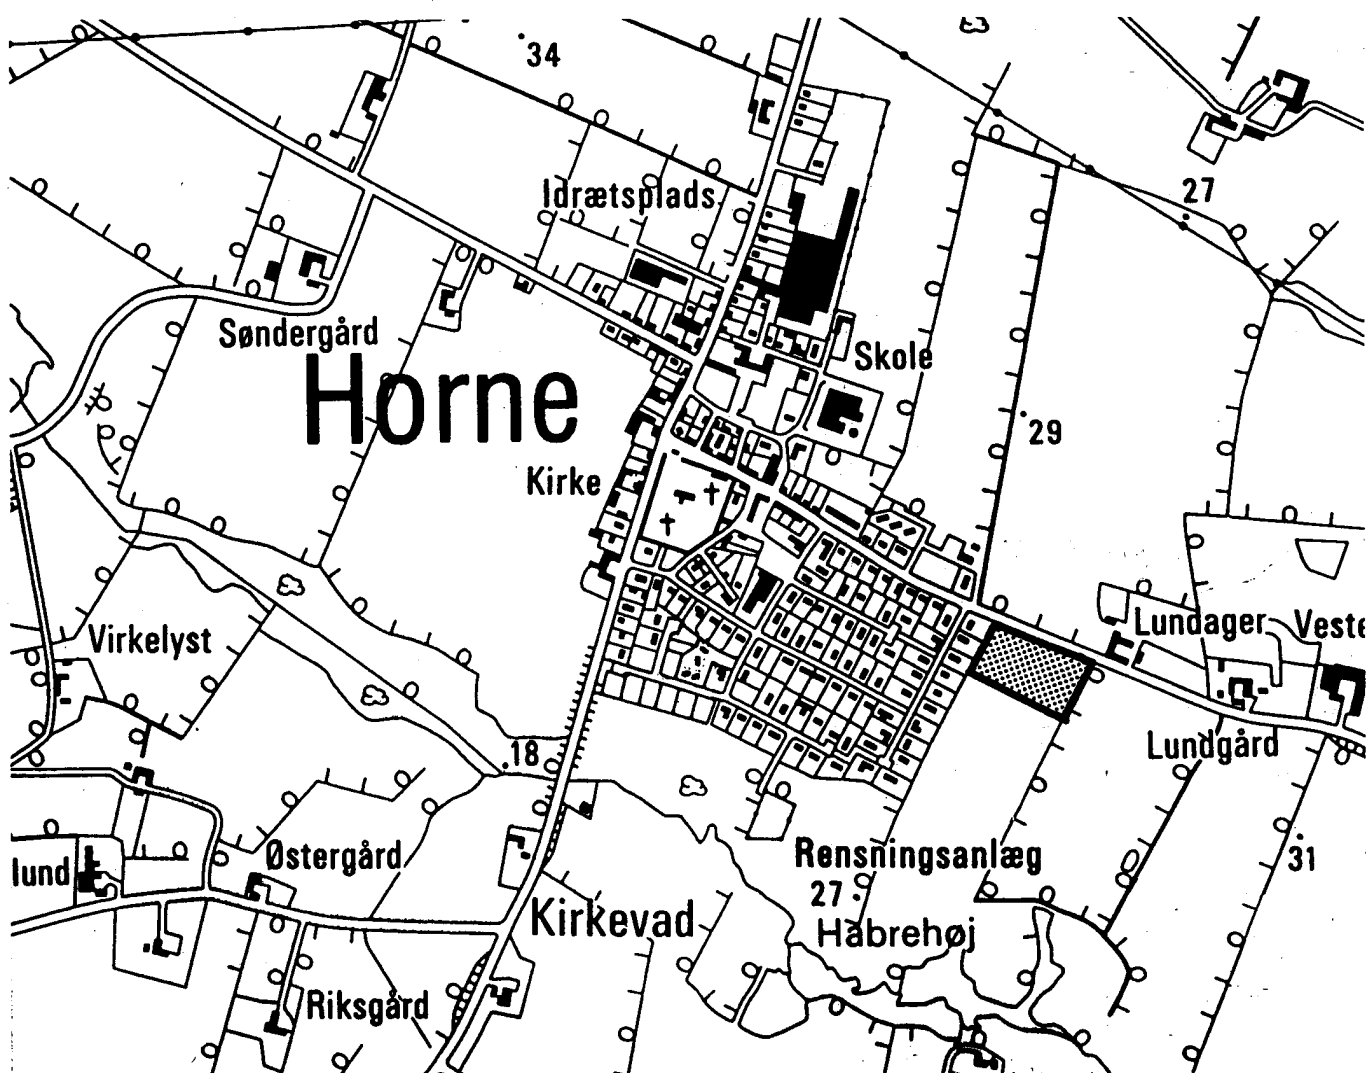 34
27
Idrætsplads
Søndergård
Skole
Horne
29
Kirke
Lundager
Veste
Virkelyst
Lundgård
18
Østergård
Rensningsanlæg
31
lund
27
Kirkevad
Habrehøj
Riksgård